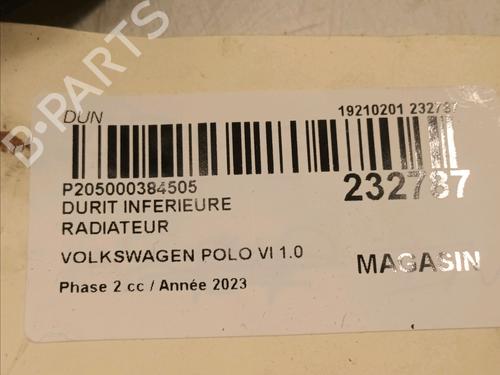 B-PARTS
DUN
19210201 232787
P205000384505
232787
DURIT INFERIEURE
RADIATEUR
VOLKSWAGEN POLO VI 1.0
MAGASIN
Phase 2 cc / Année 2023